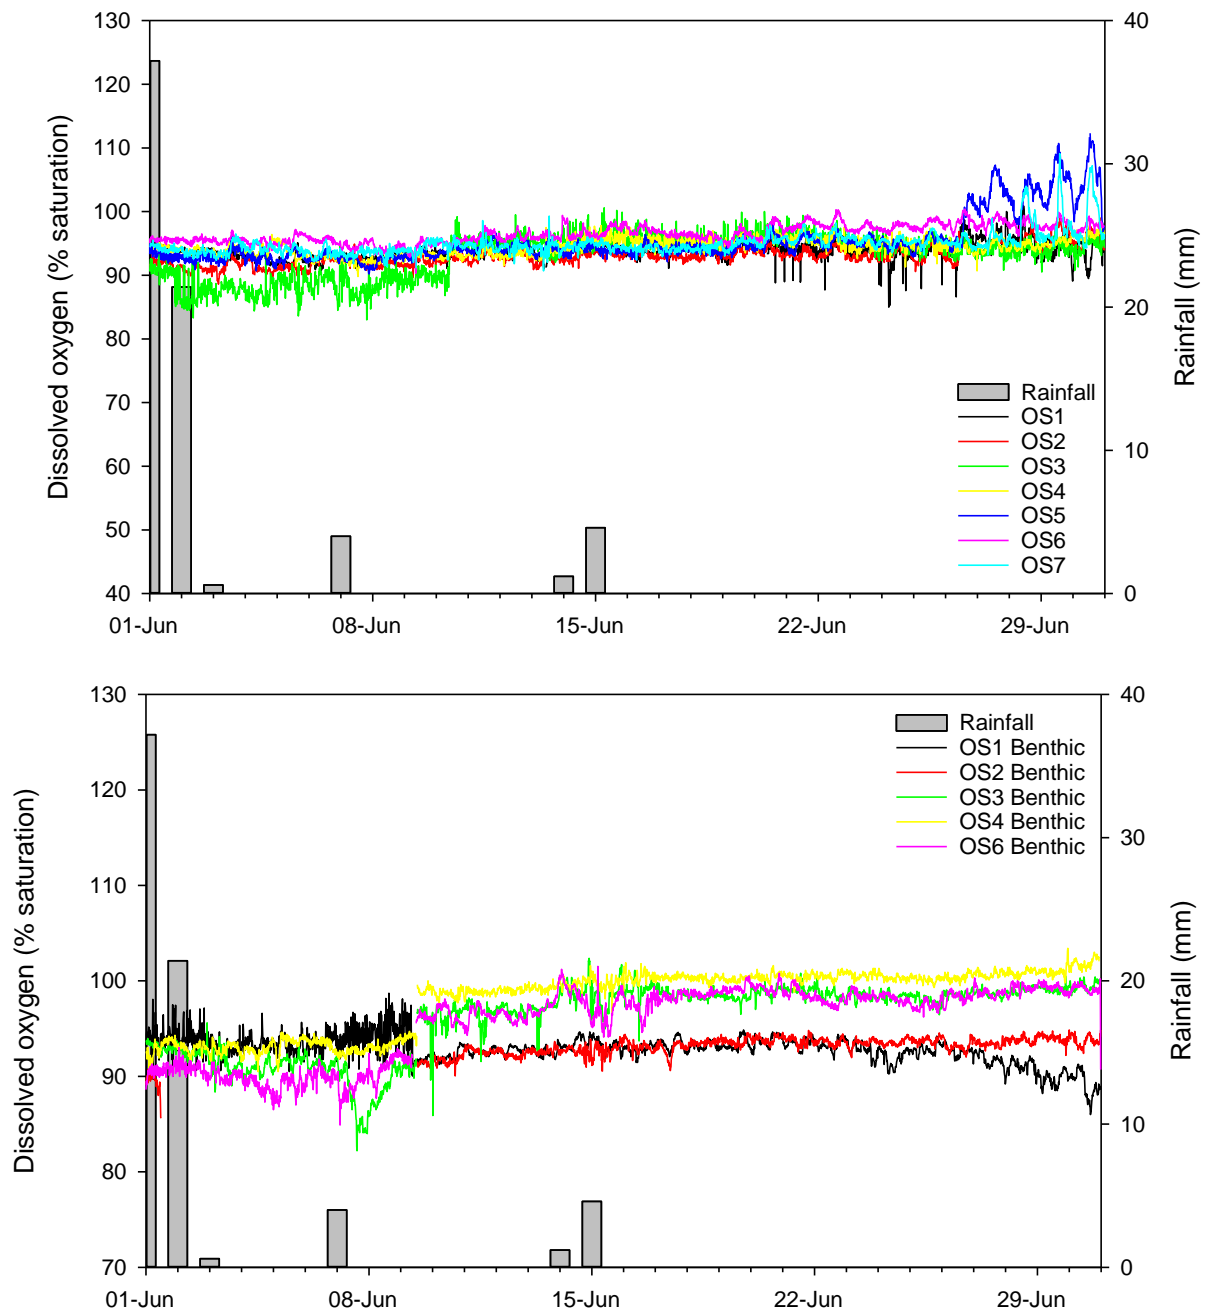 130
120
110
100
90
80
70
60
50
40
Dissolved oxygen (% saturation)
40
30
20
10
0
Rainfall (mm)
Rainfall
OS1
OS2
OS3
OS4
OS5
OS6
OS7
01-Jun 08-Jun 15-Jun 22-Jun 29-Jun
130
120
110
100
90
80
70
Dissolved oxygen (% saturation)
40
30
20
10
0
Rainfall (mm)
Rainfall
OS1 Benthic
OS2 Benthic
OS3 Benthic
OS4 Benthic
OS6 Benthic
01-Jun 08-Jun 15-Jun 22-Jun 29-Jun